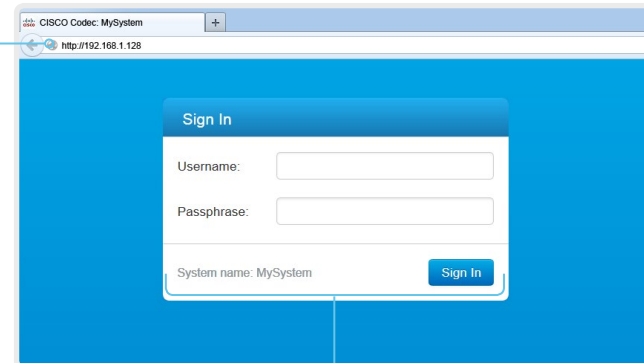 CISCO Codec: MySystem
+
http://192.168.1.128
Sign In
Username:
Passphrase:
System name: MySystem
Sign In